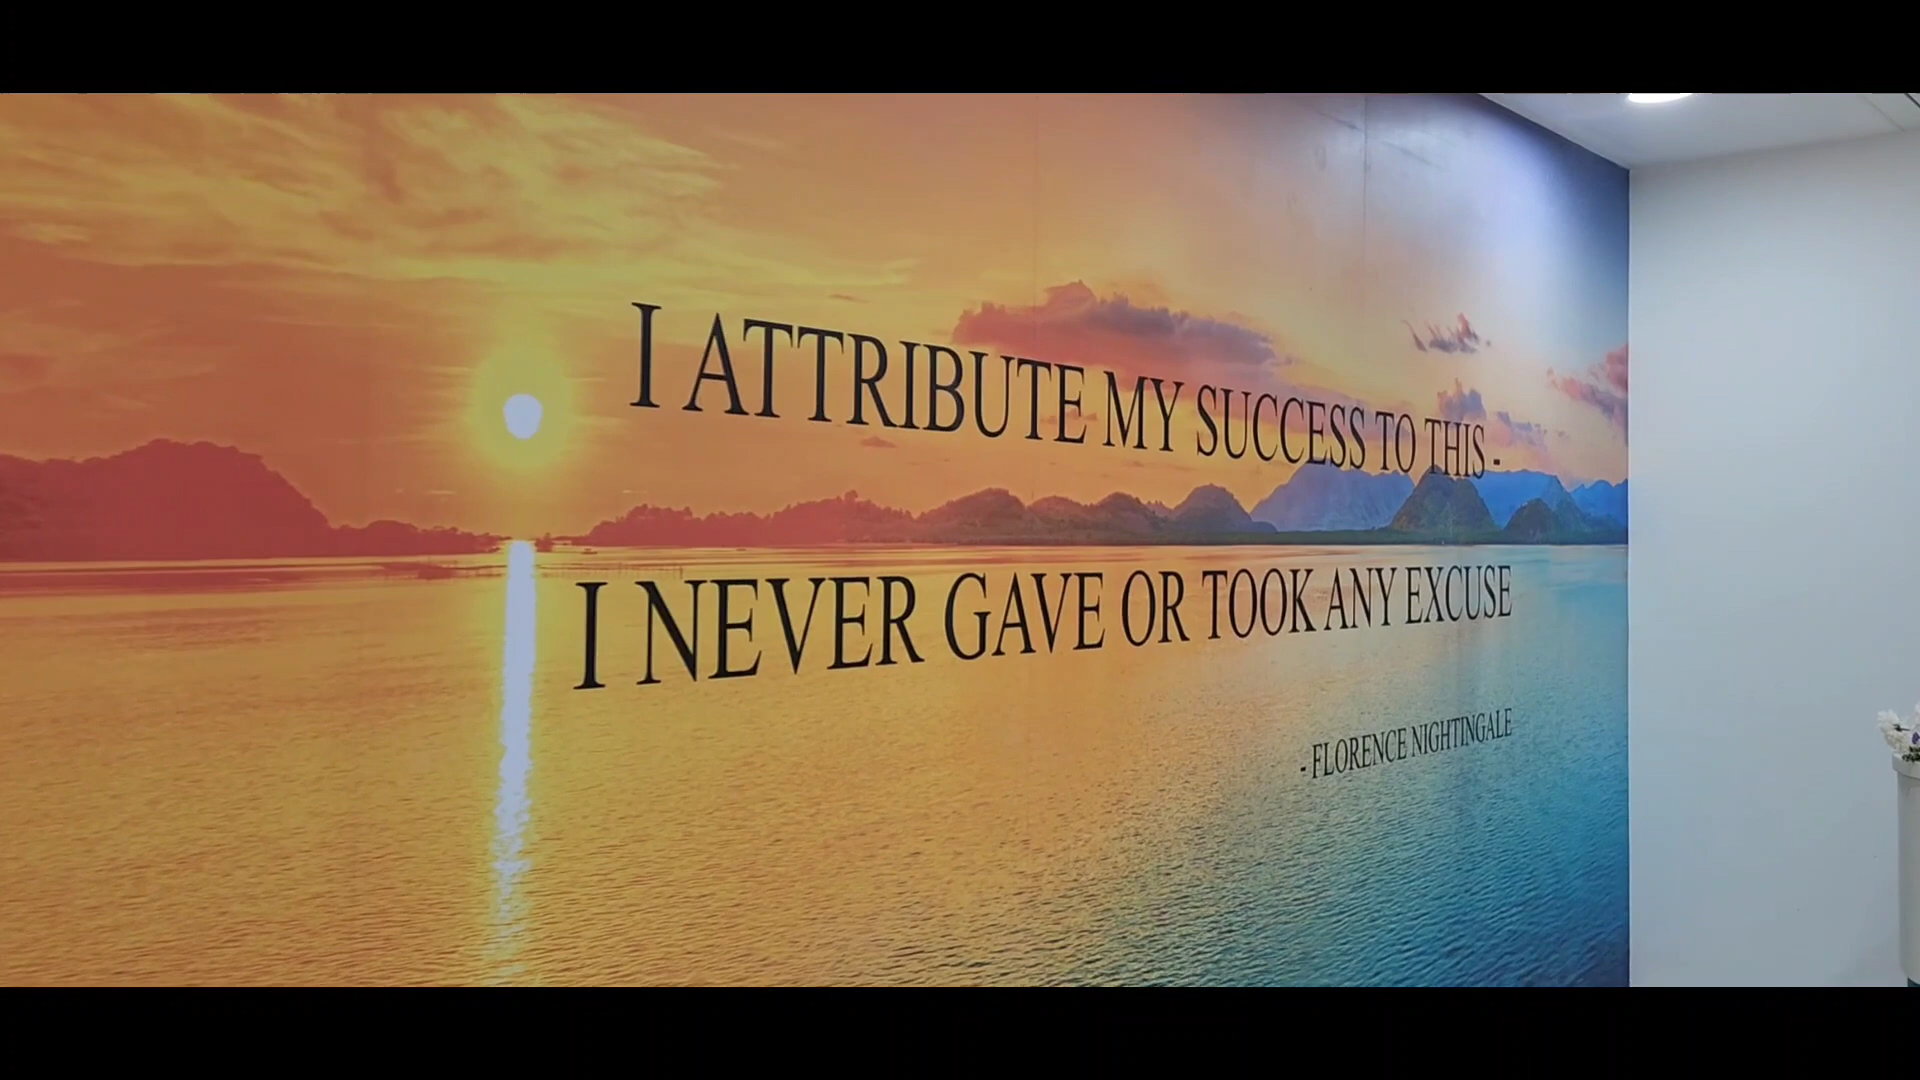 I ATTRIBUTE MY SUCCESS TO THIS -
I NEVER GAVE OR TOOK ANY EXCUSE
- FLORENCE NIGHTINGALE